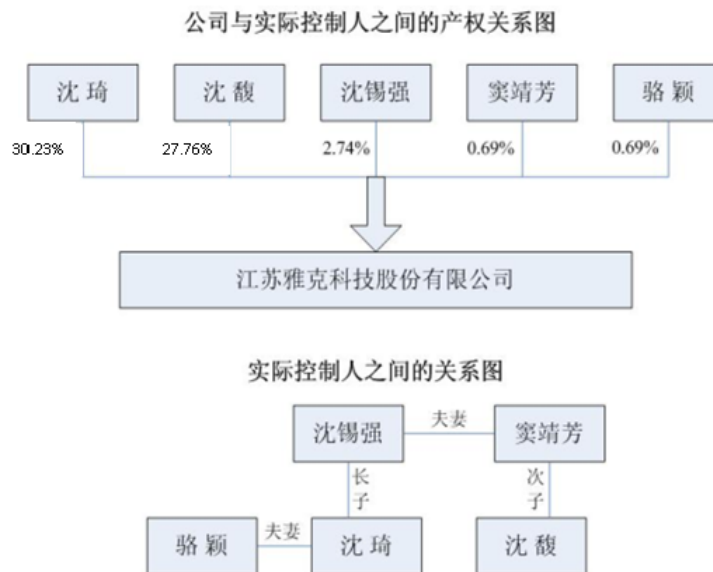 公司与实际控制人之间的产权关系图
沈 琦 沈 馥 沈锡强 窦靖芳 骆 颖
30.23% 27.76% 2.74% 0.69% 0.69%
江苏雅克科技股份有限公司
实际控制人之间的关系图
沈锡强 夫妻 窦靖芳
长子 次子
骆 颖 夫妻 沈 琦 沈 馥